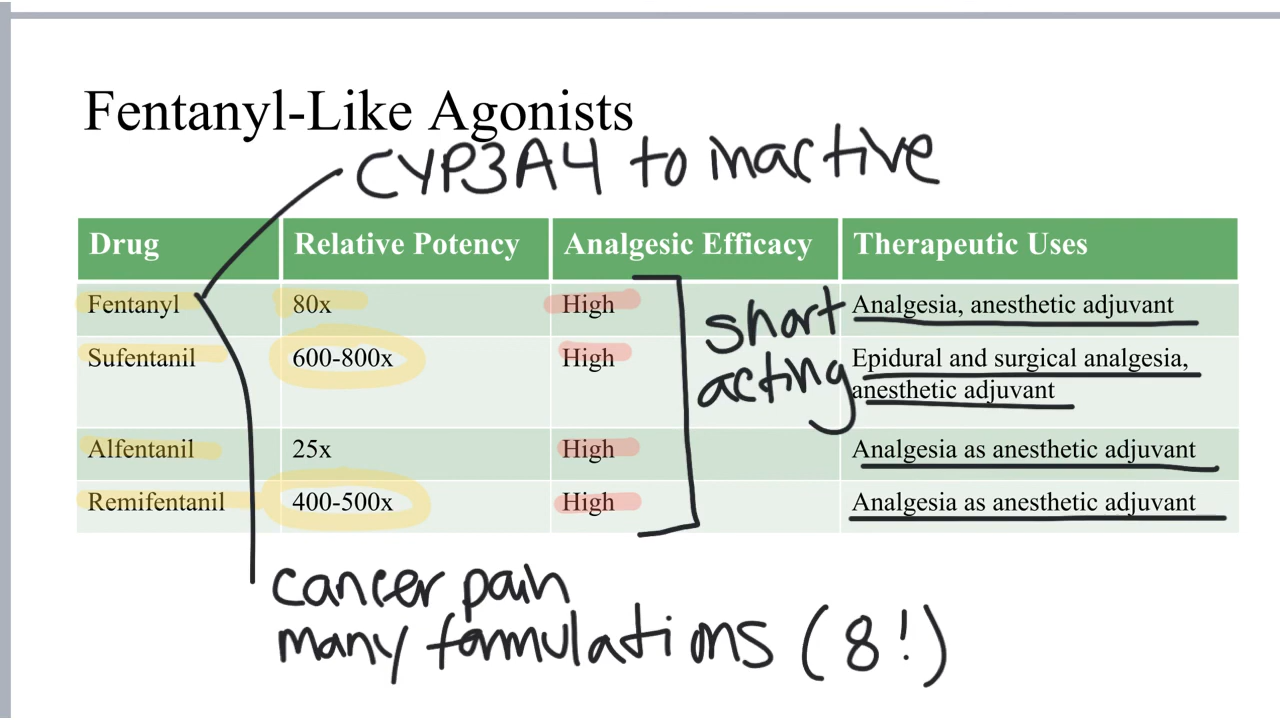 Fentanyl-Like Agonists
CYP3A4 to inactive
Drug Relative Potency Analgesic Efficacy Therapeutic Uses
Fentanyl 80x High Analgesia, anesthetic adjuvant
Sufentanil 600-800x High Epidural and surgical analgesia,
anesthetic adjuvant
Alfentanil 25x High Analgesia as anesthetic adjuvant
Remifentanil 400-500x High Analgesia as anesthetic adjuvant
short
acting
cancer pain
many formulations (8!)